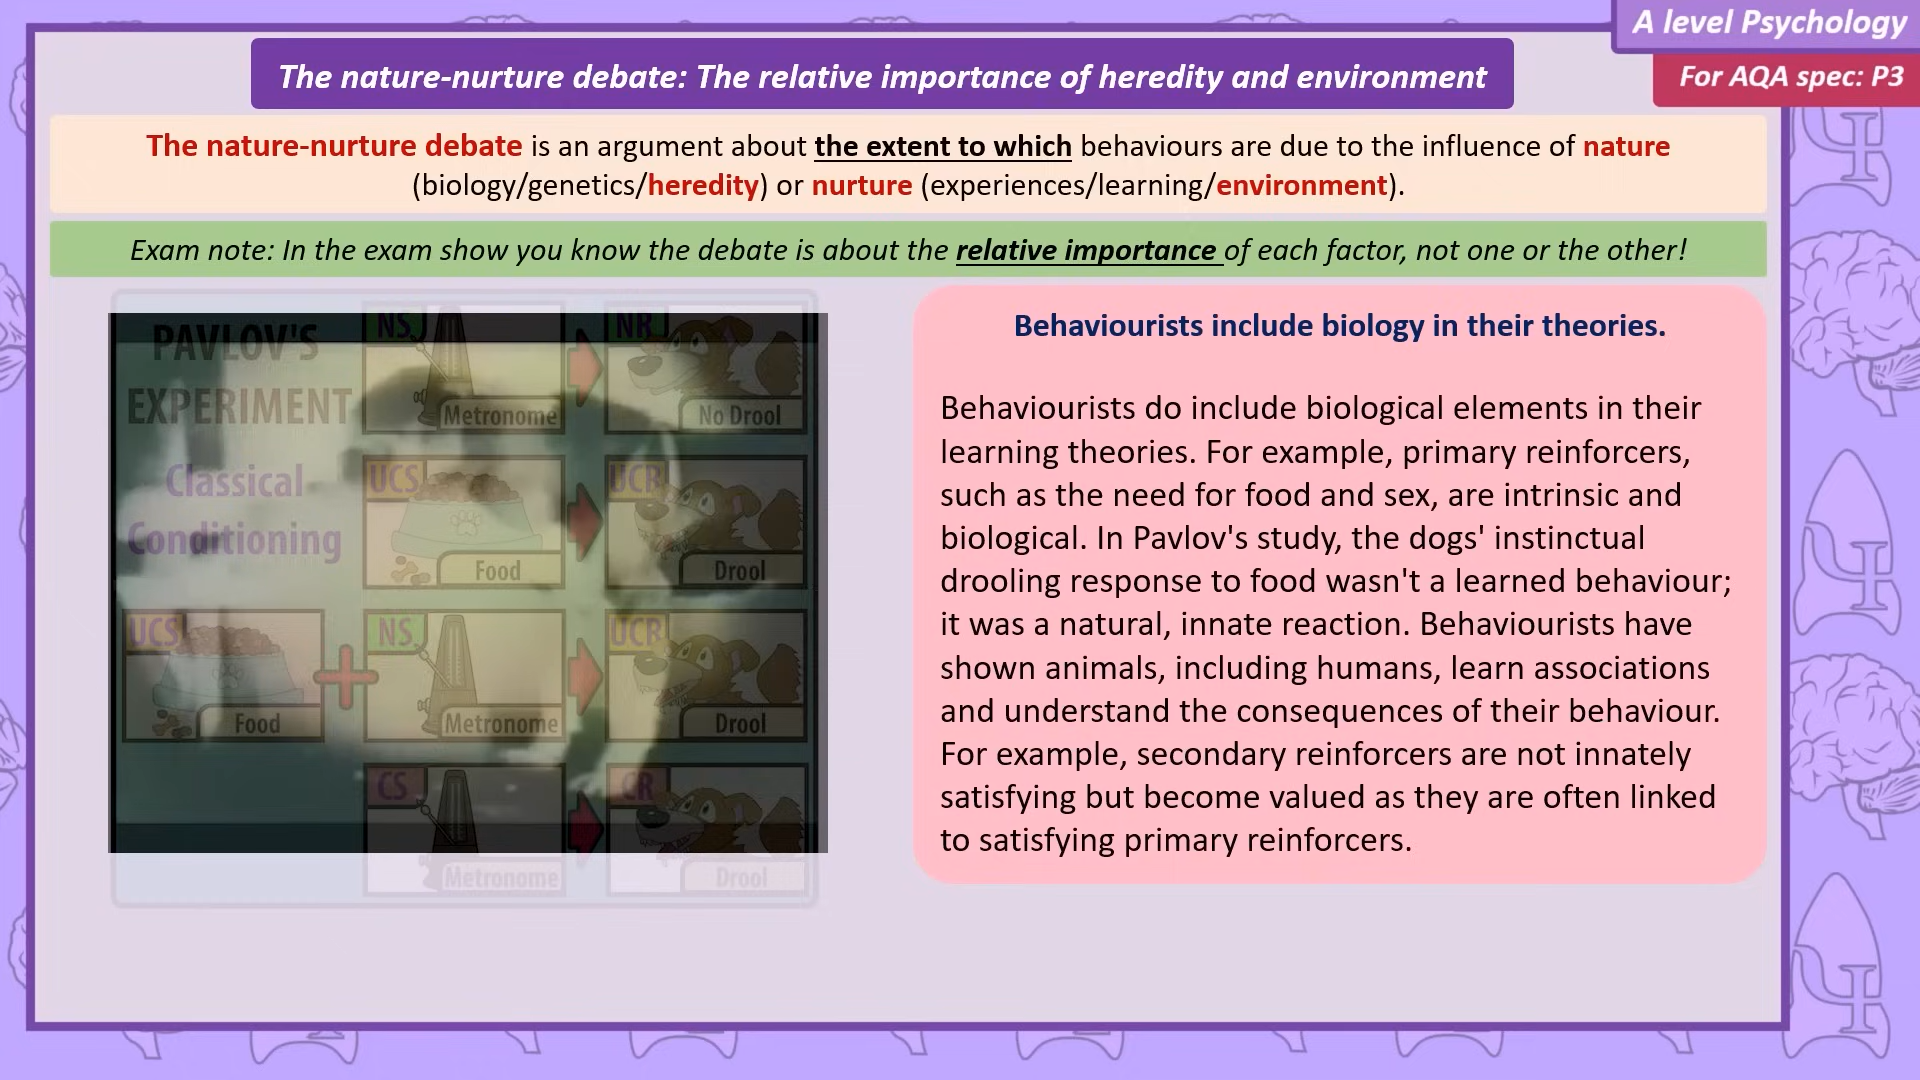 A level Psychology
For AQA spec: P3
The nature-nurture debate: The relative importance of heredity and environment
The nature-nurture debate is an argument about the extent to which behaviours are due to the influence of nature
(biology/genetics/heredity) or nurture (experiences/learning/environment).
Exam note: In the exam show you know the debate is about the relative importance of each factor, not one or the other!
PAVLOV'S
EXPERIMENT
Classical
Conditioning
NS
Metronome
NR
No Drool
UCS
Food
UCR
Drool
UCS
Food
NS
Metronome
UCR
Drool
CS
Metronome
CR
Drool
Behaviourists include biology in their theories.
Behaviourists do include biological elements in their
learning theories. For example, primary reinforcers,
such as the need for food and sex, are intrinsic and
biological. In Pavlov's study, the dogs' instinctual
drooling response to food wasn't a learned behaviour;
it was a natural, innate reaction. Behaviourists have
shown animals, including humans, learn associations
and understand the consequences of their behaviour.
For example, secondary reinforcers are not innately
satisfying but become valued as they are often linked
to satisfying primary reinforcers.